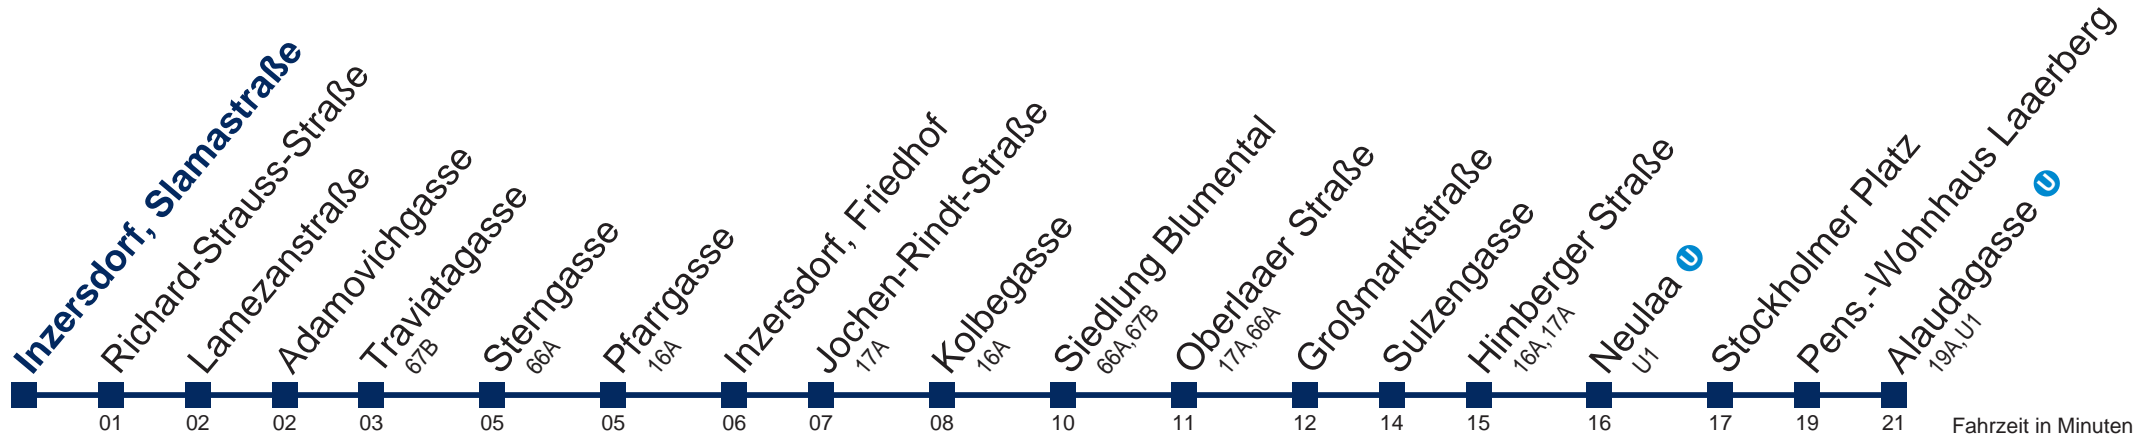 Inzersdorf, Slamastraße
Richard-Strauss-Straße
Lamezanstraße
Adamovichgasse
Traviatagasse
67B
Sterngasse
66A
Pfarrgasse
16A
Inzersdorf, Friedhof
Jochen-Rindt-Straße
17A
Kolbegasse
16A
Siedlung Blumental
66A, 67B
Oberlaaer Straße
17A, 66A
Großmarktstraße
Sulzengasse
Himberger Straße
16A, 17A
Neulaa U
U1
Stockholmer Platz
Pens.-Wohnhaus Laaerberg
Alaudagasse U
19A, U1
01 02 02 03 05 05 06 07 08 10 11 12 14 15 16 17 19 21 Fahrzeit in Minuten